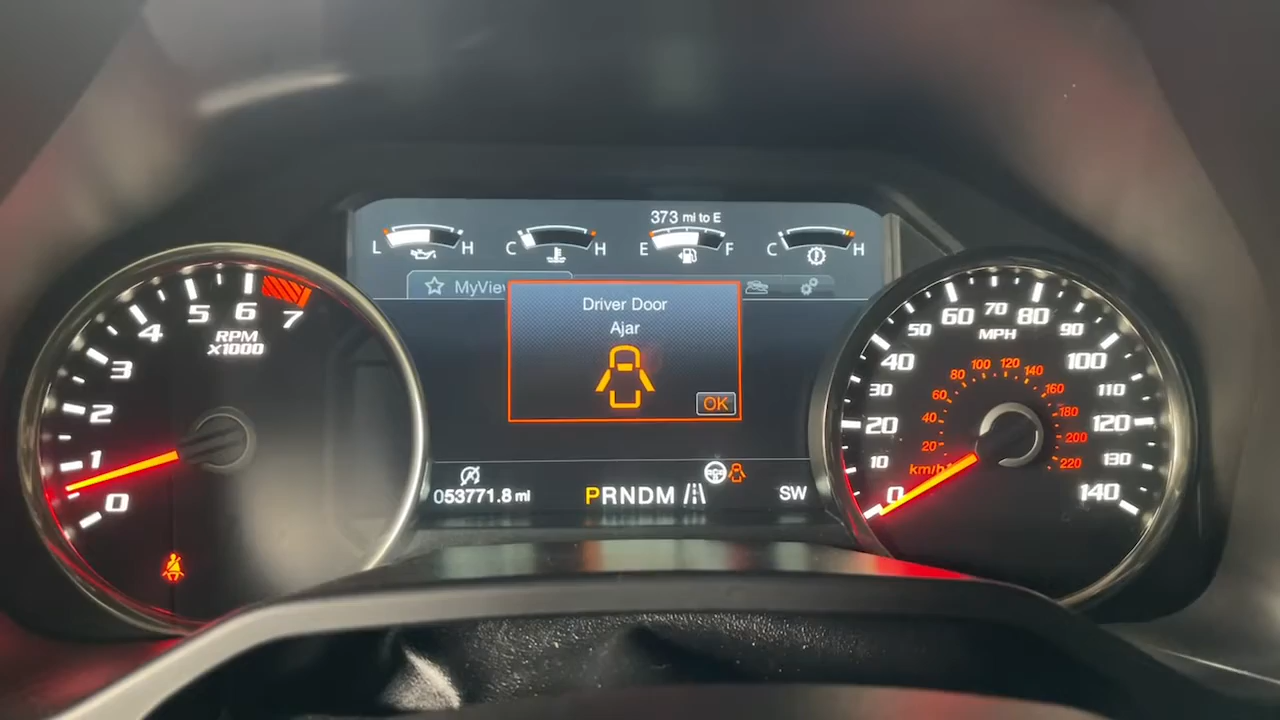 373 mi to E
L H C H E F C H
MyView
Driver Door
Ajar
OK
0 1 2 3 4 5 6 7
RPM
X1000
0 10 20 30 40 50 60 70 80 90 100 110 120 130 140
MPH
20 40 60 80 100 120 140 160 180 200 220
km/h
053771.8 mi
PRNDM
SW